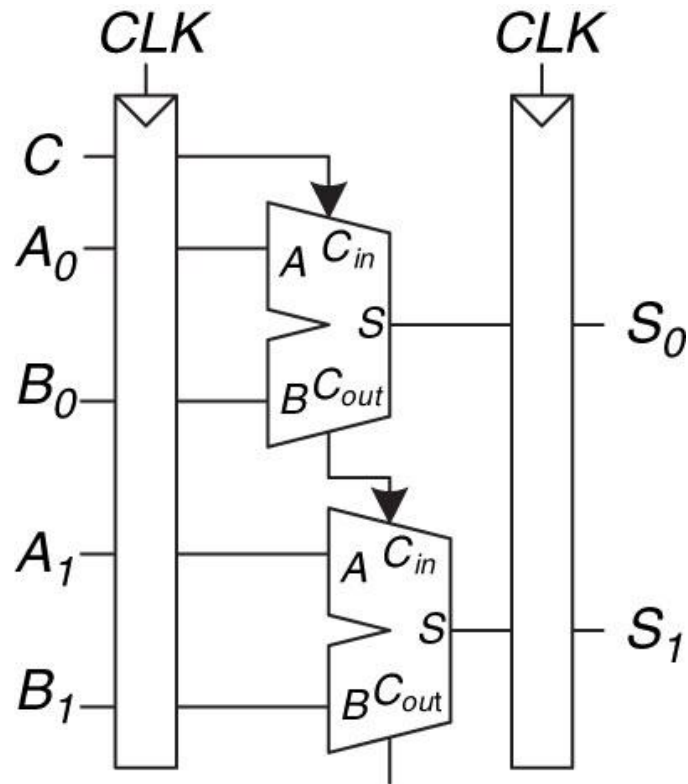 CLK CLK
C
A0
A Cin
S S0
B0 B Cout
A1 A Cin
S S1
B1 B Cout